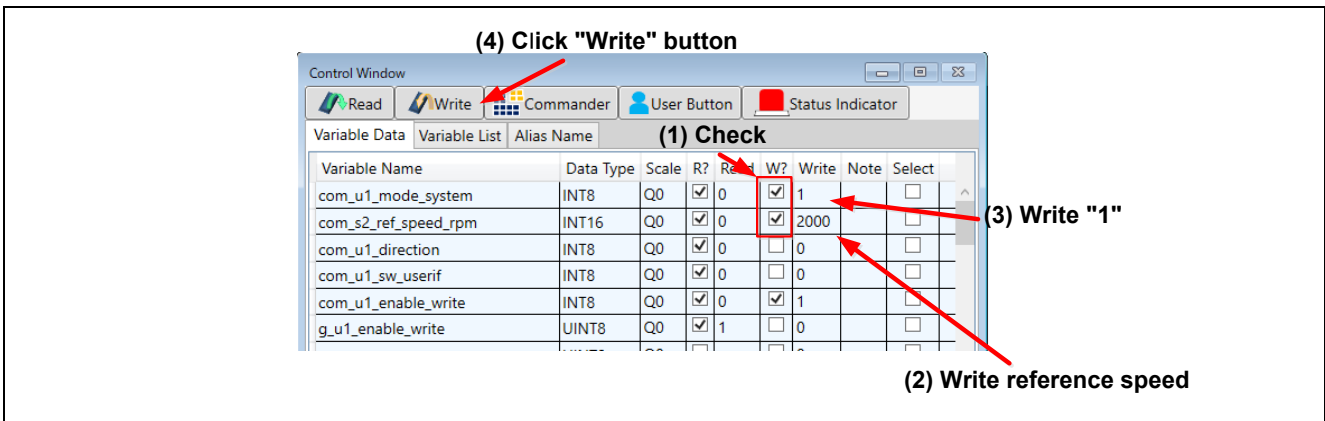 (4) Click "Write" button
Control Window
Read Write Commander User Button Status Indicator
Variable Data Variable List Alias Name
(1) Check
Variable Name Data Type Scale R? W? Write Note Select
com_u1_mode_system INT8 Q0 0 1
(3) Write "1"
com_s2_ref_speed_rpm INT16 Q0 0 2000
com_u1_direction INT8 Q0 0 0
com_u1_sw_userif INT8 Q0 0 0
com_u1_enable_write INT8 Q0 0 1
g_u1_enable_write UINT8 Q0 1 0
(2) Write reference speed